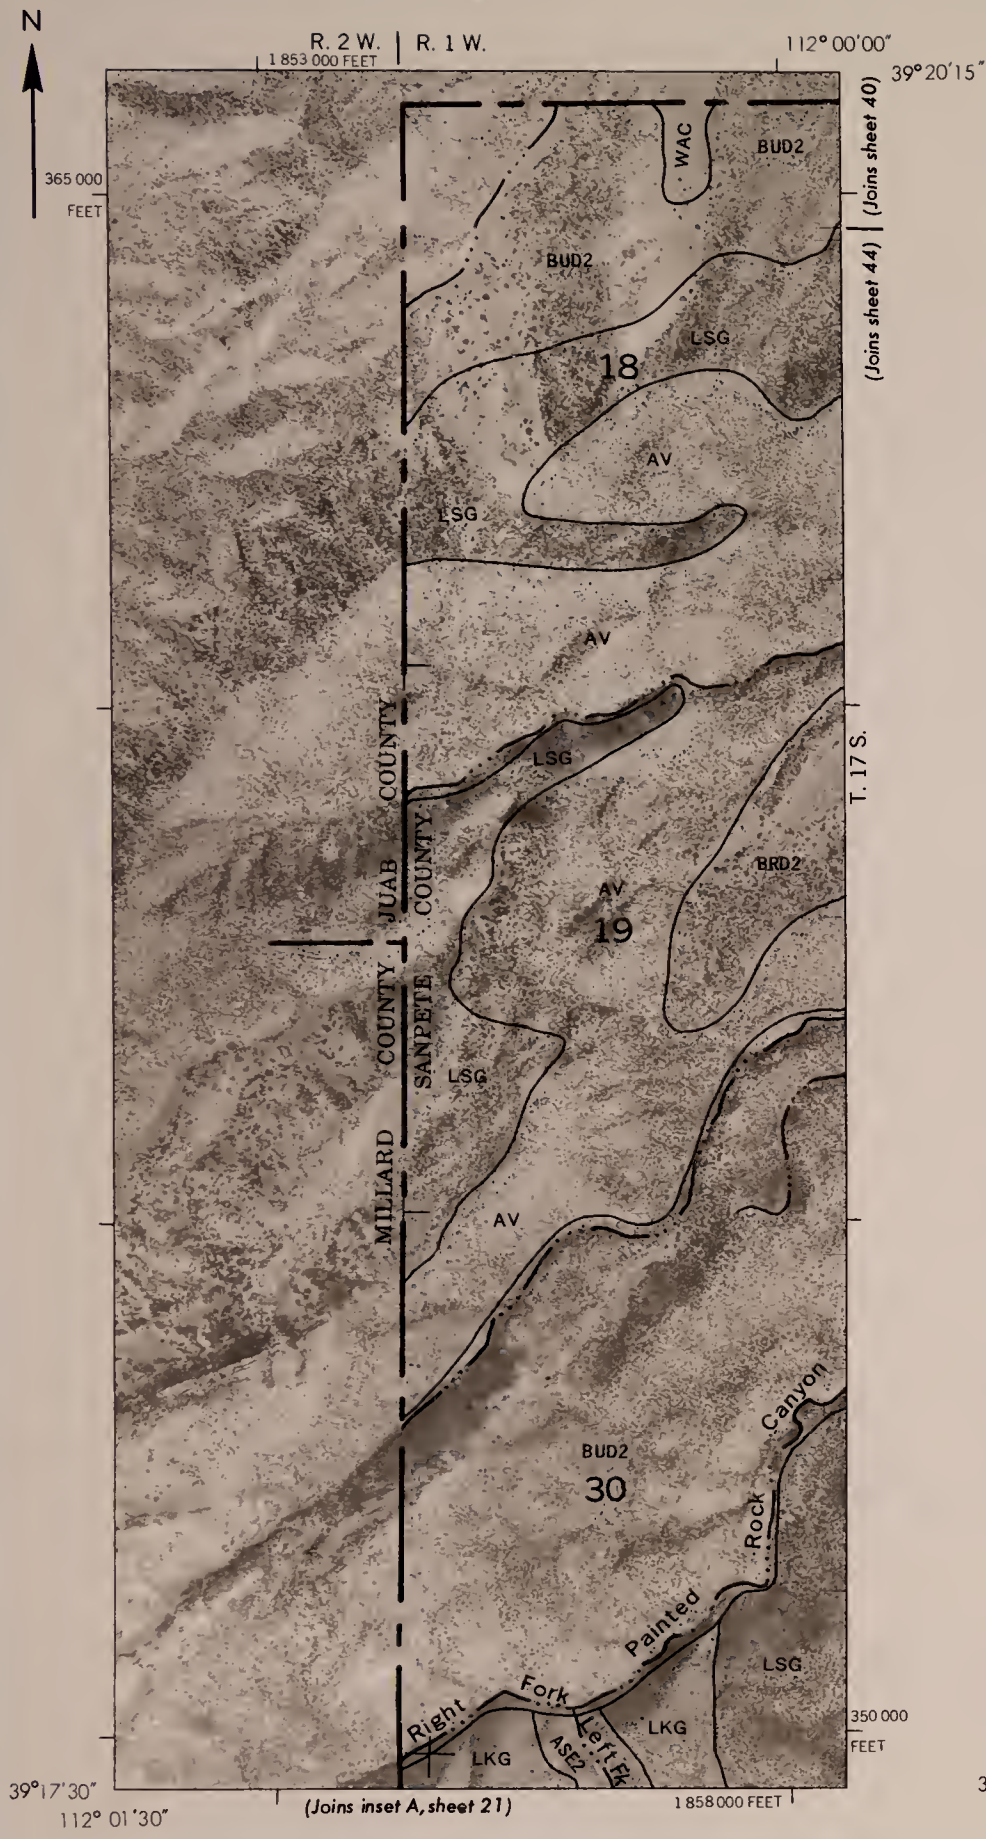 N
R. 2 W. | R. 1 W.
1 853 000 FEET
112° 00' 00"
39° 20' 15"
365 000
FEET
(Joins sheet 40)
(Joins sheet 44)
WAC
BUD2
BUD2
LSG
18
AV
LSG
AV
JUAB COUNTY
LSG
T. 17 S.
BRD2
AV
19
MILLARD COUNTY
SANPETE COUNTY
LSG
AV
BUD2
30
Right Fork Painted Rock Canyon
LSG
LKG
ASE2
Left Fk
LKG
350 000
FEET
39° 17' 30"
112° 01' 30"
(Joins inset A, sheet 21)
1 858 000 FEET
3